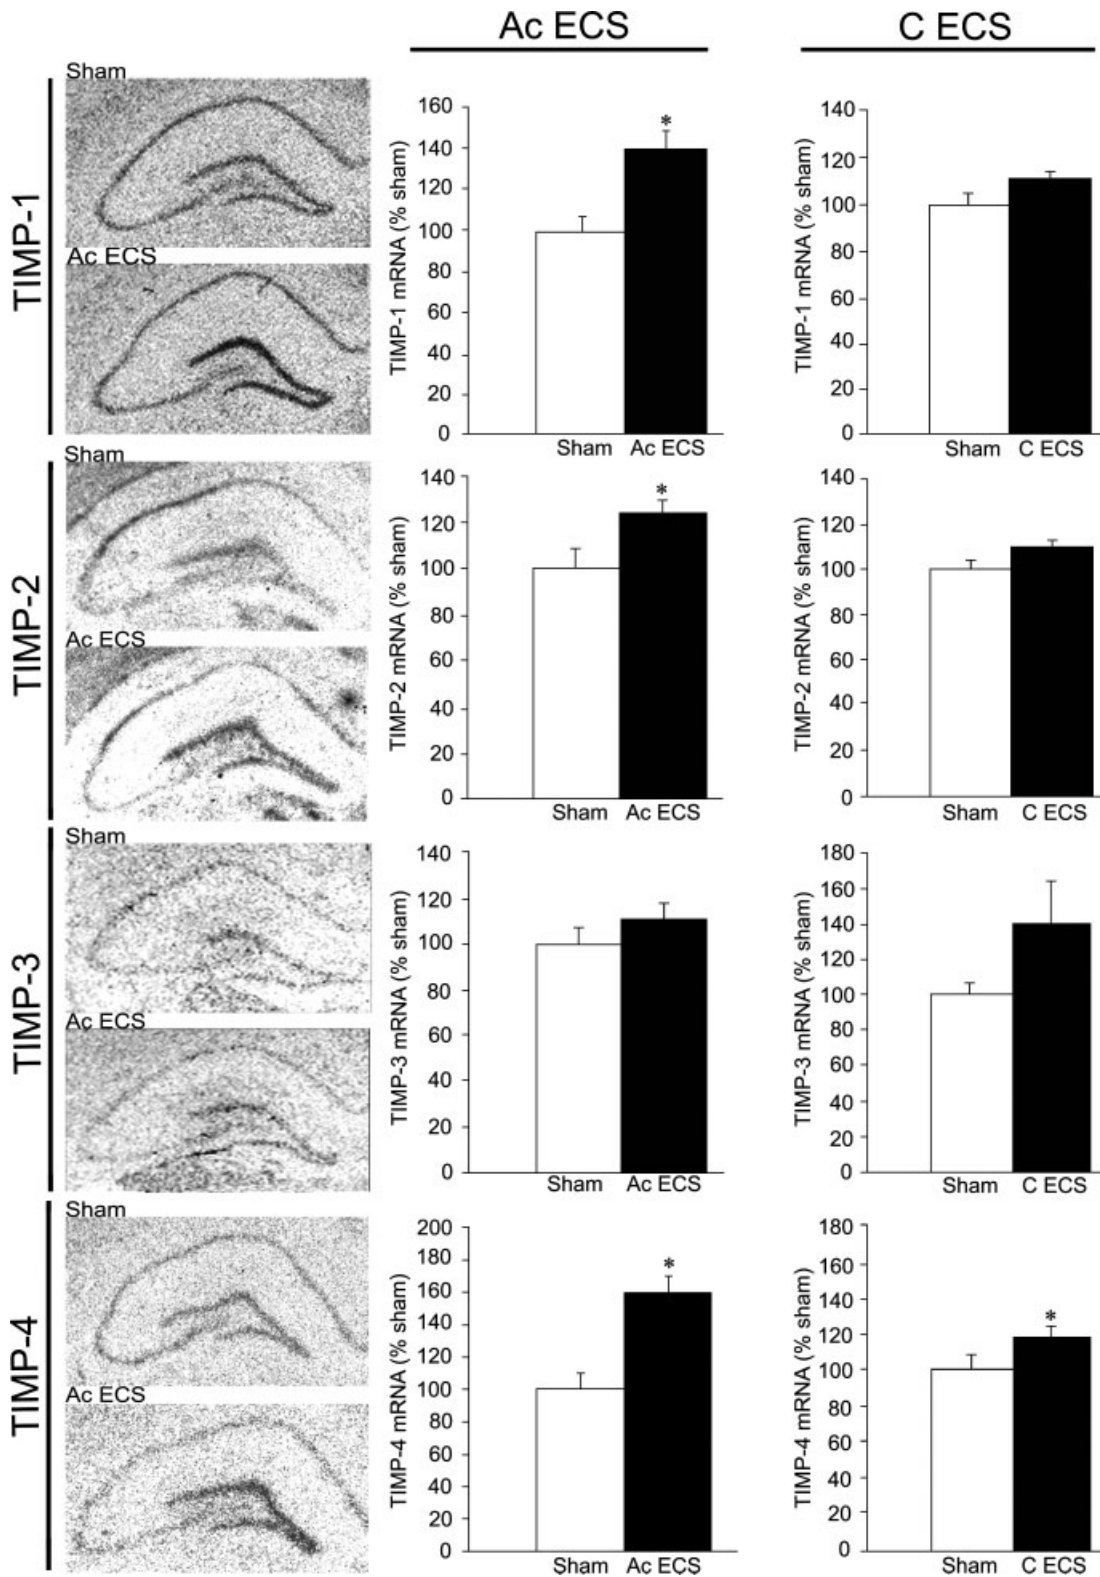 Ac ECS
C ECS
TIMP-1
Sham
Ac ECS
TIMP-1 mRNA (% sham)
160
140
120
100
80
60
40
20
0
*
Sham Ac ECS
TIMP-1 mRNA (% sham)
140
120
100
80
60
40
20
0
Sham C ECS
TIMP-2
Sham
Ac ECS
TIMP-2 mRNA (% sham)
140
120
100
80
60
40
20
0
*
Sham Ac ECS
TIMP-2 mRNA (% sham)
140
120
100
80
60
40
20
0
Sham C ECS
TIMP-3
Sham
Ac ECS
TIMP-3 mRNA (% sham)
140
120
100
80
60
40
20
0
Sham Ac ECS
TIMP-3 mRNA (% sham)
180
140
120
100
80
60
40
20
0
Sham C ECS
TIMP-4
Sham
Ac ECS
TIMP-4 mRNA (% sham)
200
180
160
140
120
100
80
60
40
20
0
*
Sham Ac ECS
TIMP-4 mRNA (% sham)
180
140
120
100
80
60
40
20
0
*
Sham C ECS